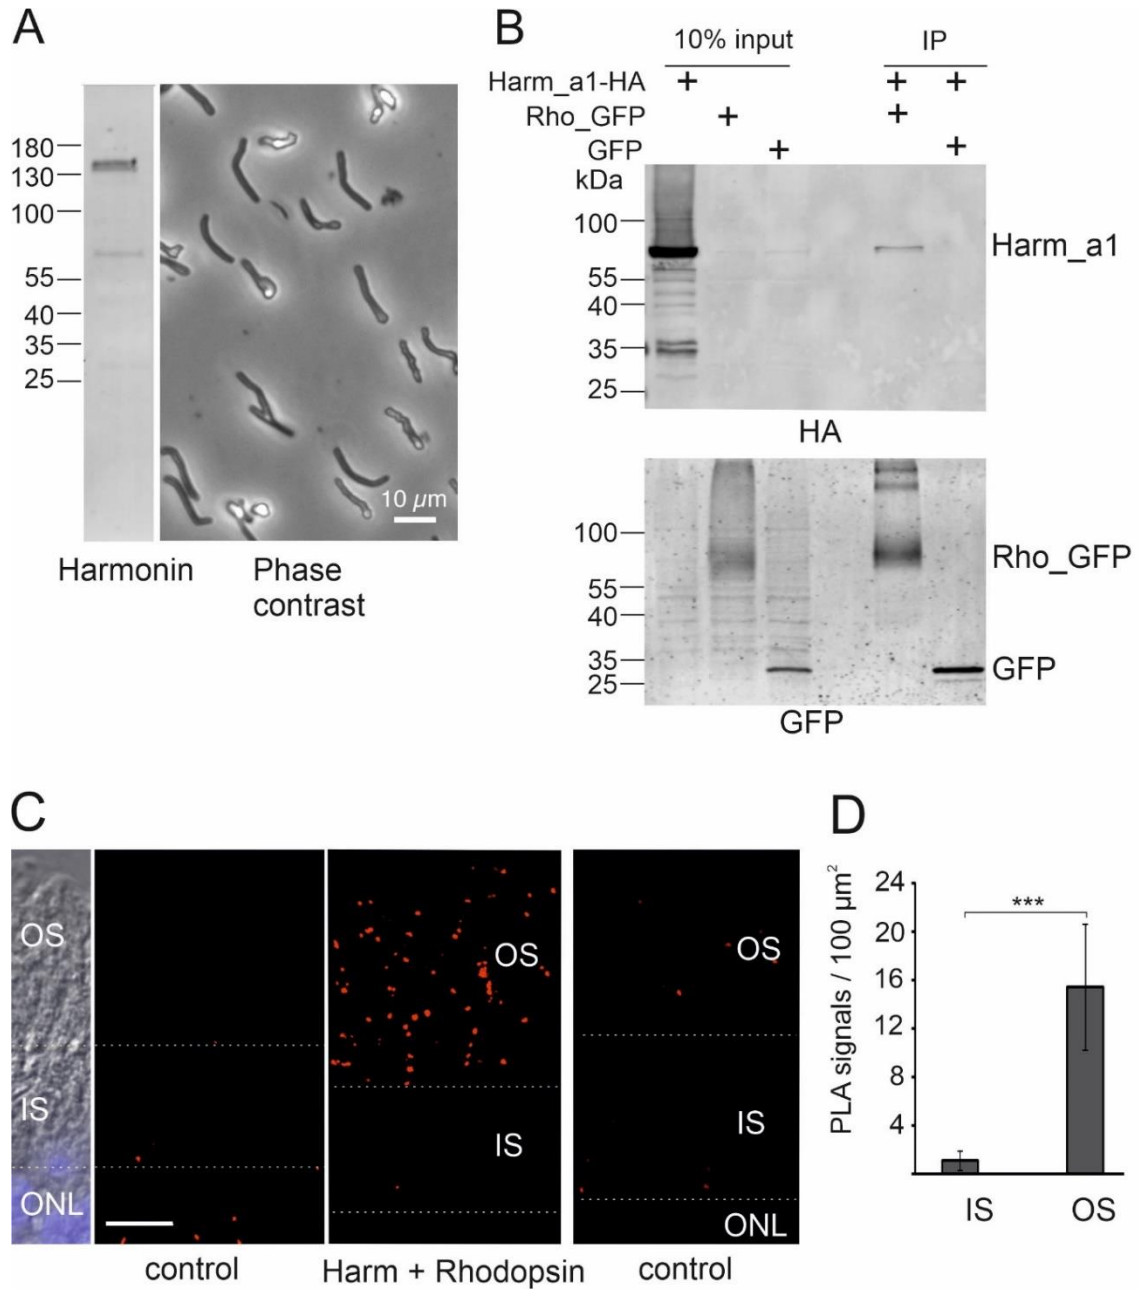 A
180
130
100
55
40
35
25
10 µm
Harmonin
Phase
contrast
B
10% input IP
Harm_a1-HA + + +
Rho_GFP + +
GFP + +
kDa
100
55
40
35
25
Harm_a1
HA
100
55
40
35
25
Rho_GFP
GFP
GFP
C
OS
IS
ONL
OS
IS
OS
IS
ONL
control
Harm + Rhodopsin
control
D
PLA signals / 100 µm²
24
20
16
12
8
4
***
IS OS